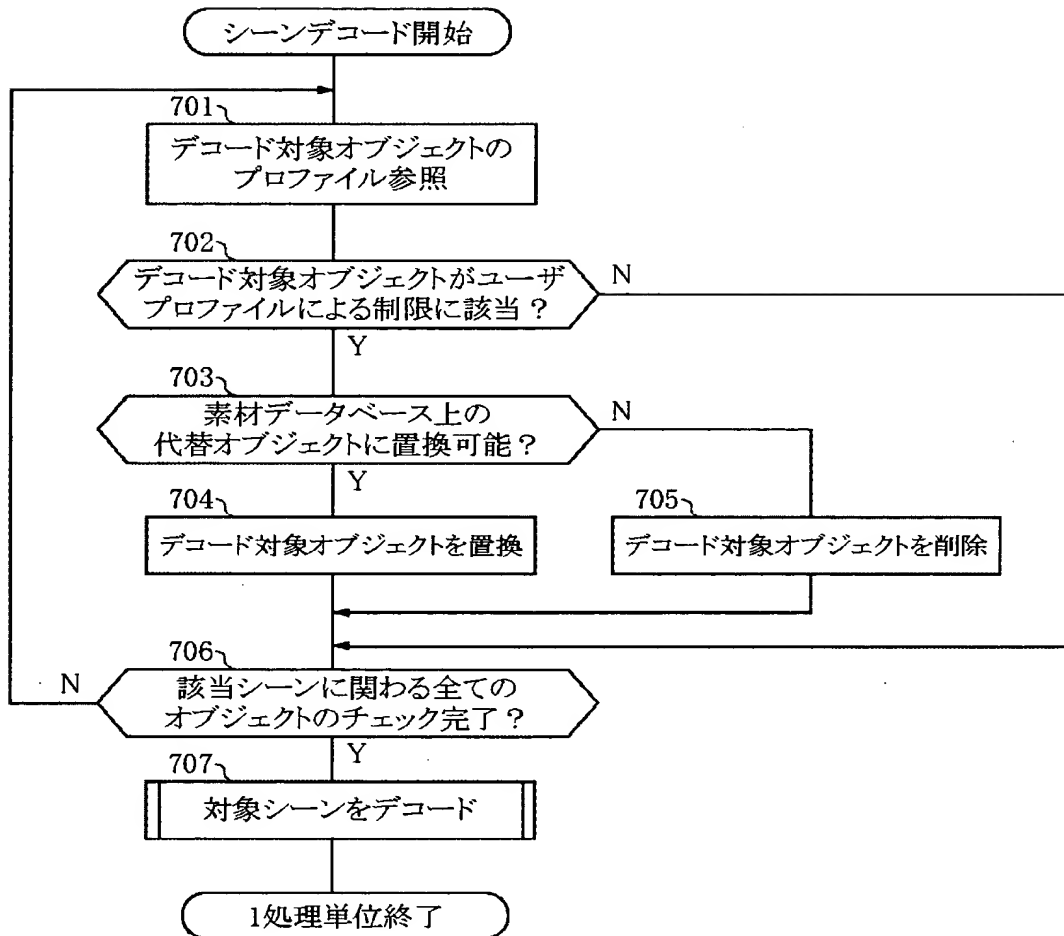 シーンデコード開始
701
デコード対象オブジェクトの
プロファイル参照
702
デコード対象オブジェクトがユーザ
プロファイルによる制限に該当?
N
Y
703
素材データベース上の
代替オブジェクトに置換可能?
N
Y
704
デコード対象オブジェクトを置換
705
デコード対象オブジェクトを削除
706
該当シーンに関わる全ての
オブジェクトのチェック完了?
N
Y
707
対象シーンをデコード
1処理単位終了